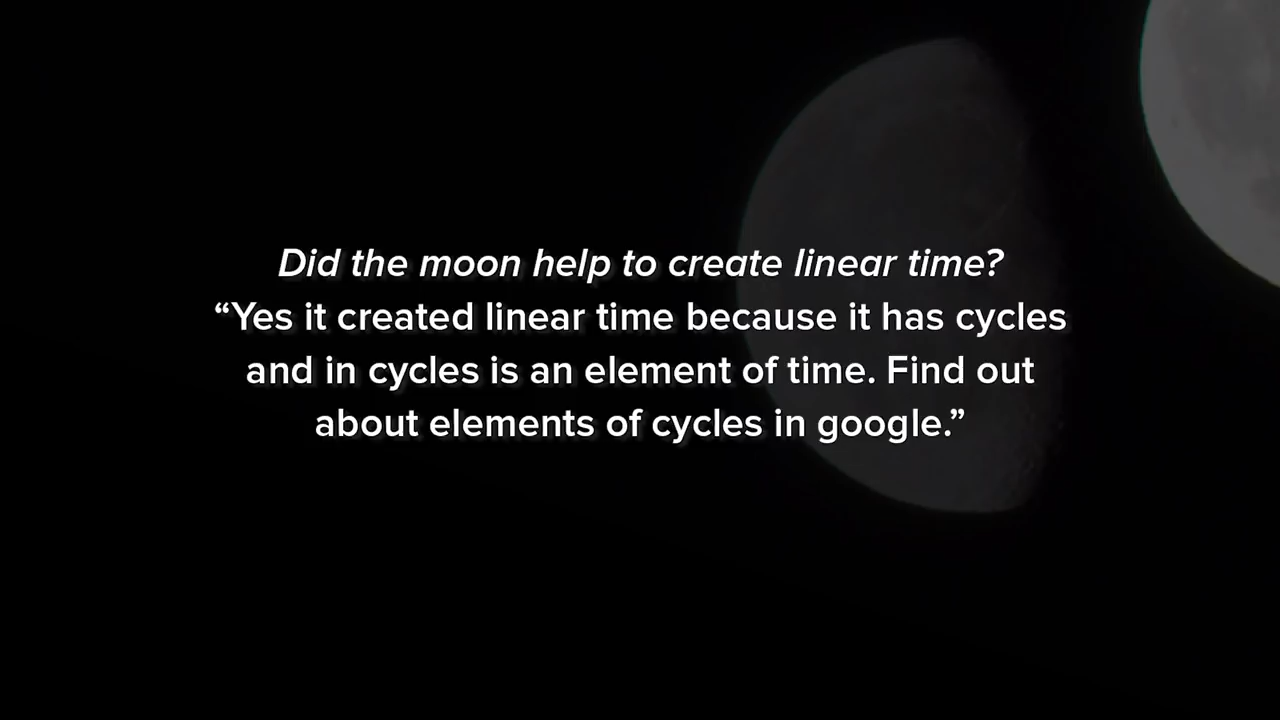 Did the moon help to create linear time?
“Yes it created linear time because it has cycles
and in cycles is an element of time. Find out
about elements of cycles in google.”